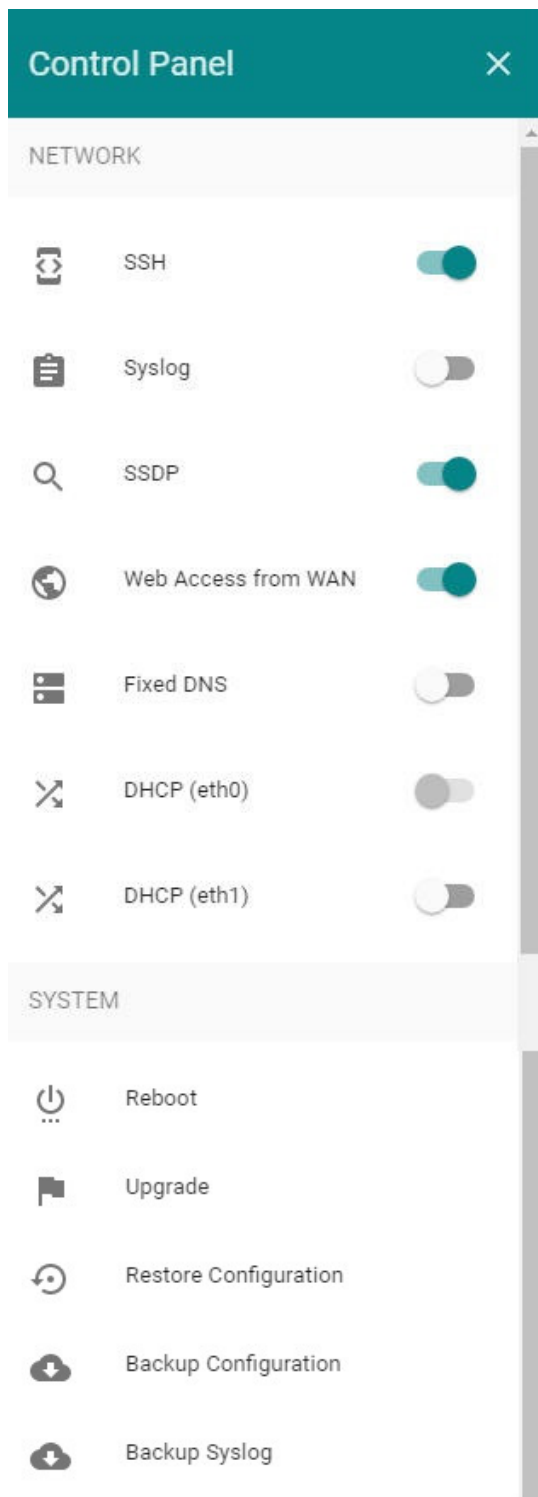 Control Panel
NETWORK
SSH
Syslog
SSDP
Web Access from WAN
Fixed DNS
DHCP (eth0)
DHCP (eth1)
SYSTEM
Reboot
Upgrade
Restore Configuration
Backup Configuration
Backup Syslog